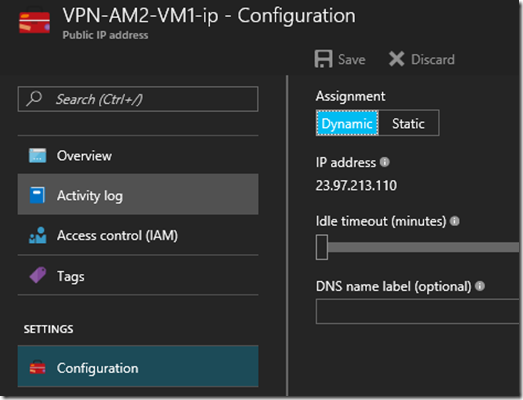 VPN-AM2-VM1-ip - Configuration
Public IP address
Save
Discard
Search (Ctrl+/)
Overview
Activity log
Access control (IAM)
Tags
SETTINGS
Configuration
Assignment
Dynamic
Static
IP address
23.97.213.110
Idle timeout (minutes)
DNS name label (optional)